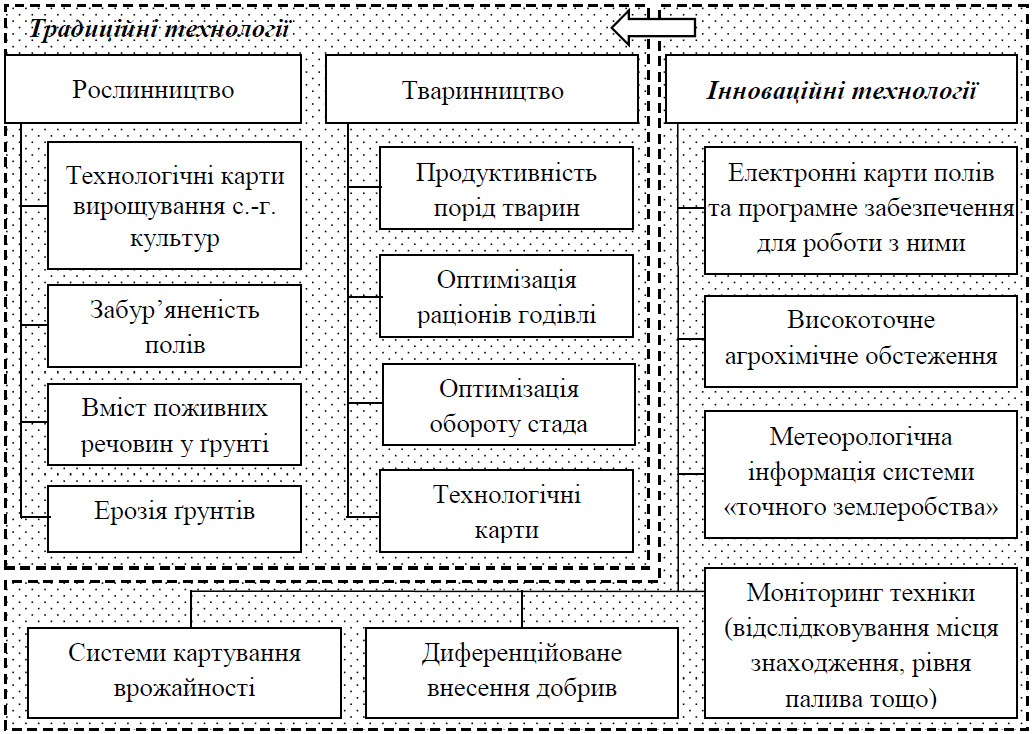 Традиційні технології
Рослинництво
Технологічні карти
вирощування с.-г.
культур
Забур’яненість
полів
Вміст поживних
речовин у ґрунті
Ерозія ґрунтів
Тваринництво
Продуктивність
порід тварин
Оптимізація
раціонів годівлі
Оптимізація
обороту стада
Технологічні
карти
Інноваційні технології
Електронні карти полів
та програмне забезпечення
для роботи з ними
Високоточне
агрохімічне обстеження
Метеорологічна
інформація системи
«точного землеробства»
Моніторинг техніки
(відслідковування місця
знаходження, рівня
палива тощо)
Системи картування
врожайності
Диференційоване
внесення добрив